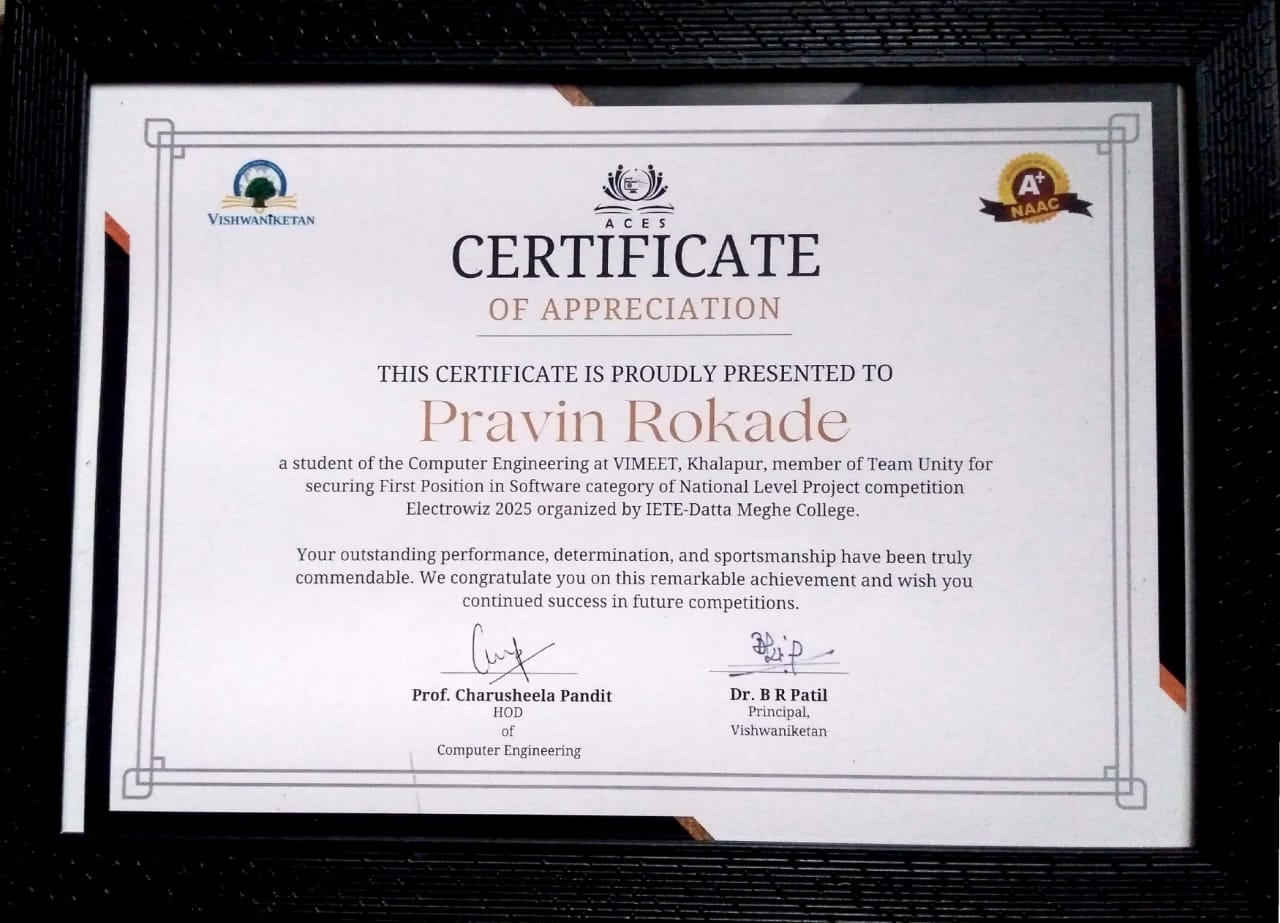 VISHWANIKETAN
ACES
A+
NAAC
CERTIFICATE
OF APPRECIATION
THIS CERTIFICATE IS PROUDLY PRESENTED TO
Pravin Rokade
a student of the Computer Engineering at VIMEET, Khalapur, member of Team Unity for
securing First Position in Software category of National Level Project competition
Electrowiz 2025 organized by IETE-Datta Meghe College.
Your outstanding performance, determination, and sportsmanship have been truly
commendable. We congratulate you on this remarkable achievement and wish you
continued success in future competitions.
Prof. Charusheela Pandit
HOD
of
Computer Engineering
Dr. B R Patil
Principal,
Vishwaniketan